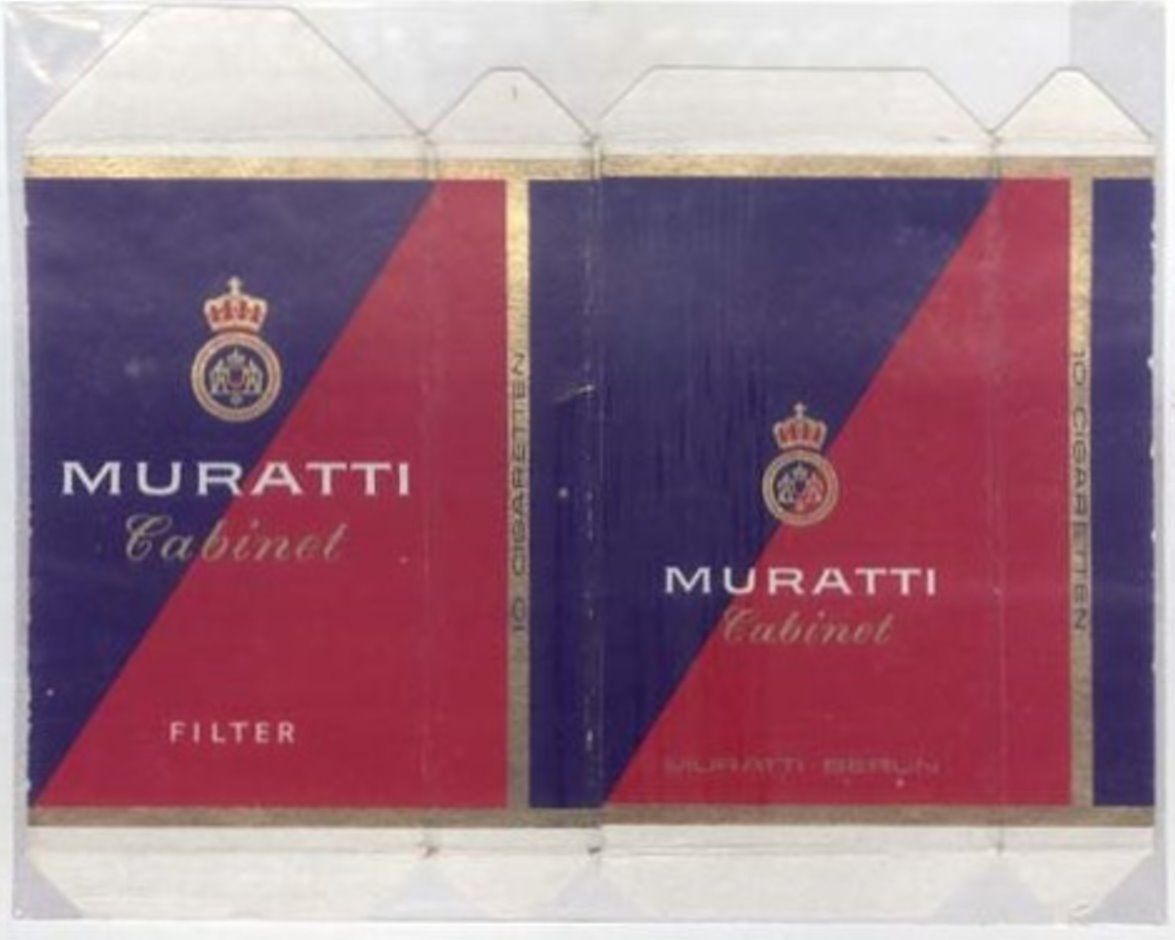 MURATTI
Cabinet
FILTER
10 CIGARETTEN
MURATTI
Cabinet
MURATTI · BERLIN
10 CIGARETTEN